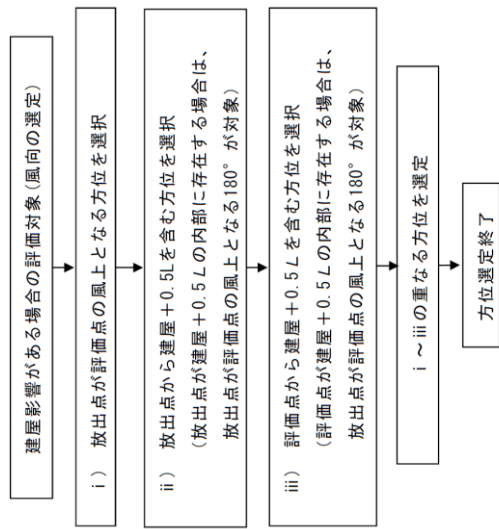 建屋影響がある場合の評価対象(風向の選定)
ⅰ) 放出点が評価点の風上となる方位を選択
ⅱ) 放出点から建屋+0.5Lを含む方位を選択
(放出点が建屋+0.5Lの内部に存在する場合は、
放出点が評価点の風上となる180°が対象)
ⅲ) 評価点から建屋+0.5Lを含む方位を選択
(評価点が建屋+0.5Lの内部に存在する場合は、
放出点が評価点の風上となる180°が対象)
ⅰ~ⅲの重なる方位を選定
方位選定終了